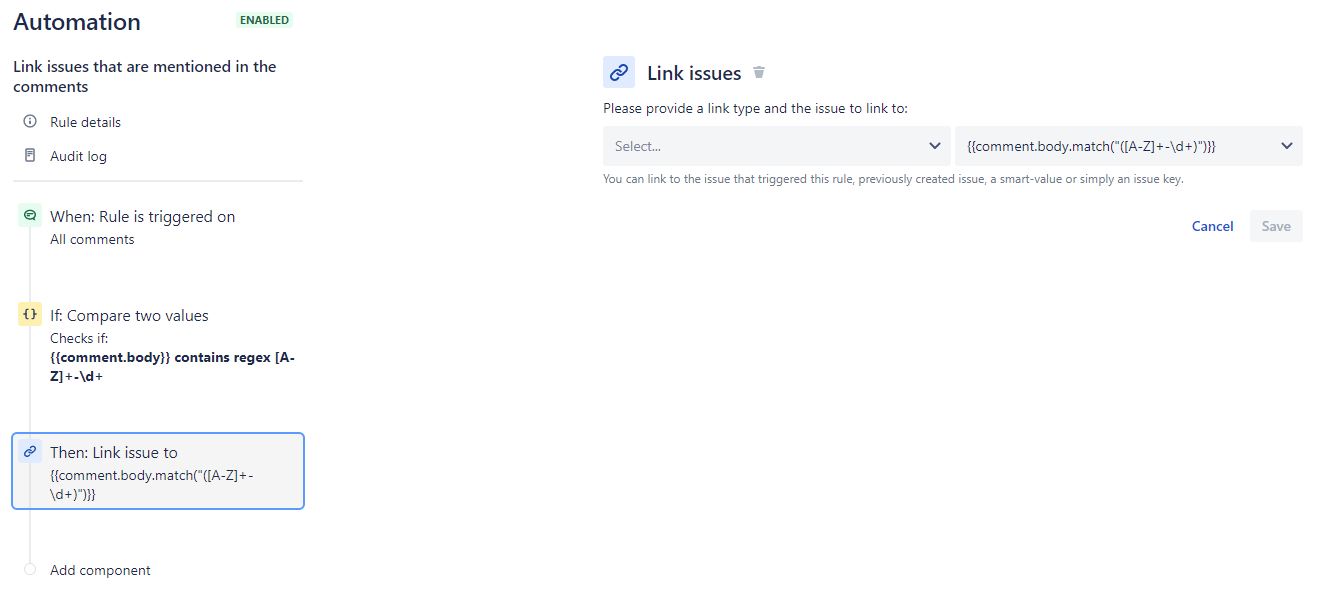 Automation
ENABLED
Link issues that are mentioned in the
comments
Rule details
Audit log
When: Rule is triggered on
All comments
{} If: Compare two values
Checks if:
{{comment.body}} contains regex [A-
Z]+-\d+
Then: Link issue to
{{comment.body.match("([A-Z]+-
\d+)")}}
Add component
Link issues
Please provide a link type and the issue to link to:
Select...
{{comment.body.match("([A-Z]+-\d+)")}}
You can link to the issue that triggered this rule, previously created issue, a smart-value or simply an issue key.
Cancel
Save